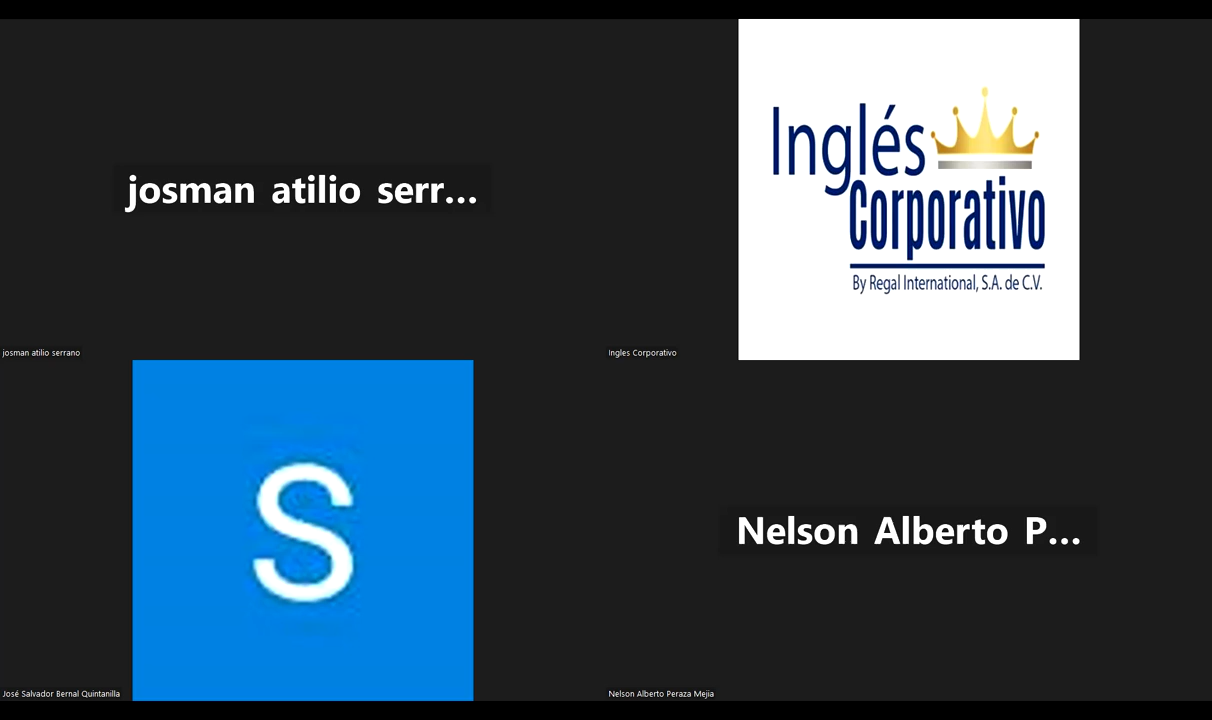 josman atilio serr...
josman atilio serrano
Inglés
Corporativo
By Regal International, S.A. de C.V.
Ingles Corporativo
S
José Salvador Bernal Quintanilla
Nelson Alberto P...
Nelson Alberto Peraza Mejia